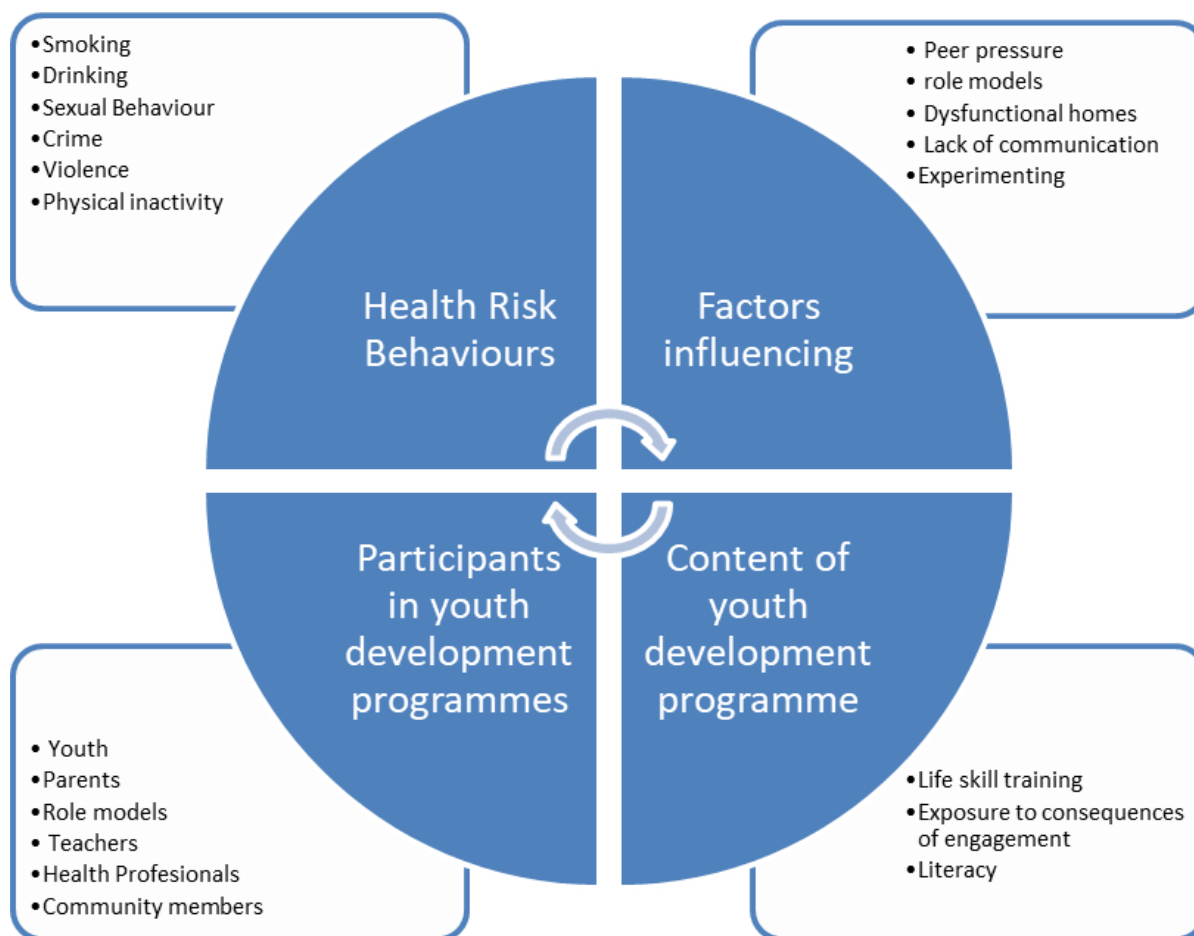 •Smoking
•Drinking
•Sexual Behaviour
•Crime
•Violence
•Physical inactivity
• Peer pressure
• role models
• Dysfunctional homes
• Lack of communication
•Experimenting
Health Risk
Behaviours
Factors
influencing
Participants
in youth
development
programmes
Content of
youth
development
programme
• Youth
•Parents
•Role models
• Teachers
•Health Profesionals
•Community members
•Life skill training
•Exposure to consequences
of engagement
•Literacy